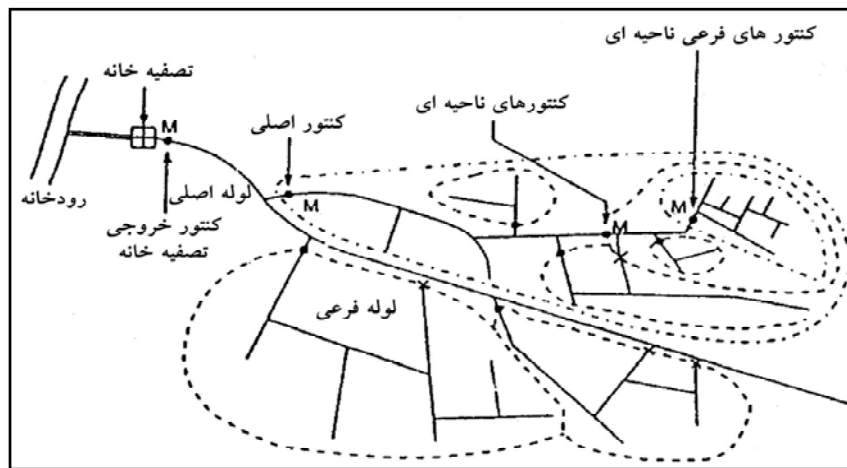 کنتور های فرعی ناحیه ای
تصفیه خانه
کنتورهای ناحیه ای
کنتور اصلی
M
M
M
M
لوله اصلی
رودخانه
کنتور خروجی
تصفیه خانه
لوله فرعی